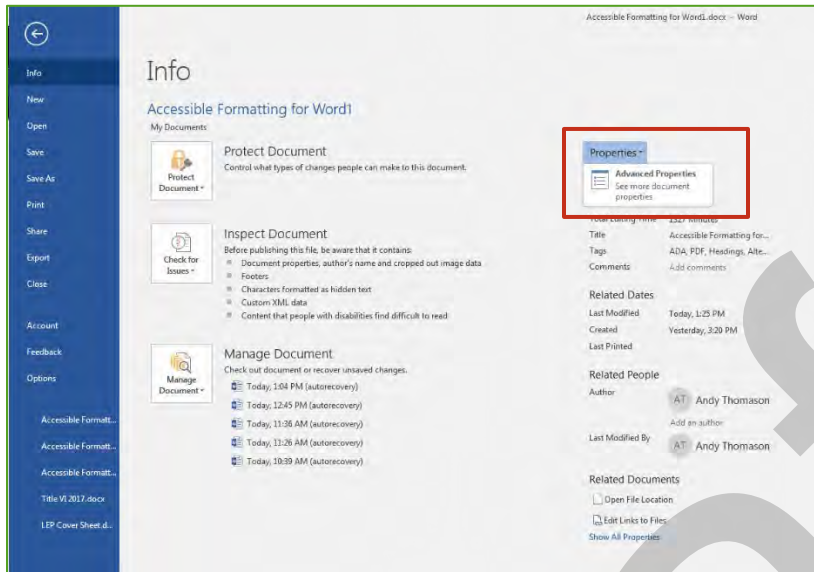 Accessible Formatting for Word1.docx - Word
Info
New
Open
Save
Save As
Print
Share
Export
Close
Account
Feedback
Options
Accessible Formatt...
Accessible Formatt...
Accessible Formatt...
Title VI 2017.docx
LEP Cover Sheet.d...
Info
Accessible Formatting for Word1
My Documents
Protect Document
Protect Document
Control what types of changes people can make to this document.
Check for Issues
Inspect Document
Before publishing this file, be aware that it contains:
Document properties, author's name and cropped out image data
Footers
Characters formatted as hidden text
Custom XML data
Content that people with disabilities find difficult to read
Manage Document
Manage Document
Check out document or recover unsaved changes.
Today, 1:04 PM (autorecovery)
Today, 12:45 PM (autorecovery)
Today, 11:36 AM (autorecovery)
Today, 11:26 AM (autorecovery)
Today, 10:39 AM (autorecovery)
Properties
Advanced Properties
See more document
properties
Total Editing Time 1327 Minutes
Title Accessible Formatting for...
Tags ADA, PDF, Headings, Alte...
Comments Add comments
Related Dates
Last Modified Today, 1:25 PM
Created Yesterday, 3:20 PM
Last Printed
Related People
Author AT Andy Thomason
Add an author
Last Modified By AT Andy Thomason
Related Documents
Open File Location
Edit Links to Files
Show All Properties